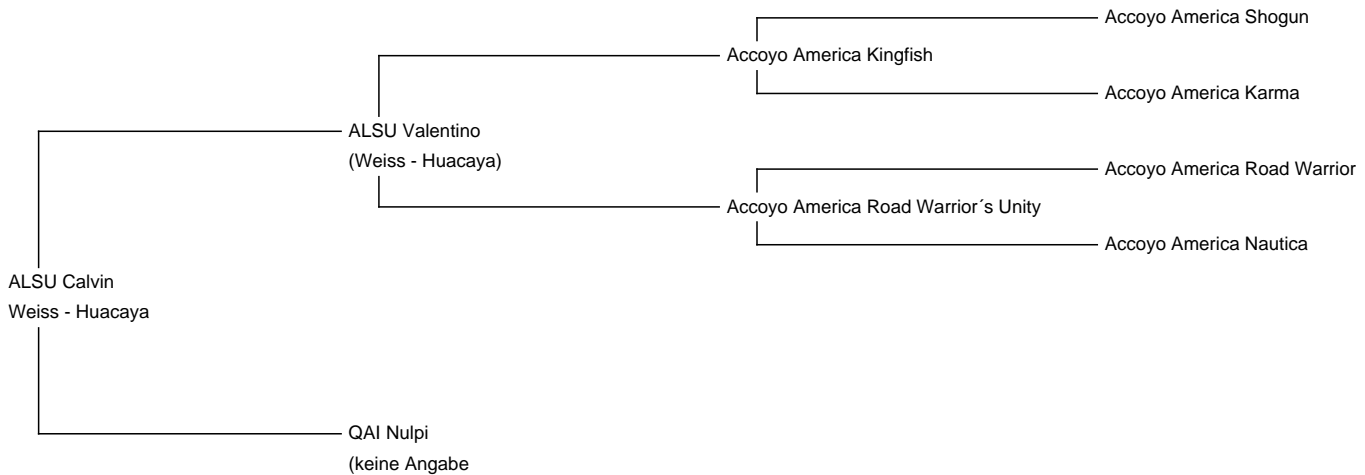 Accoyo America Shogun
Accoyo America Kingfish
Accoyo America Karma
ALSU Valentino
(Weiss - Huacaya)
Accoyo America Road Warrior
Accoyo America Road Warrior´s Unity
Accoyo America Nautica
ALSU Calvin
Weiss - Huacaya
QAI Nulpi
(keine Angabe